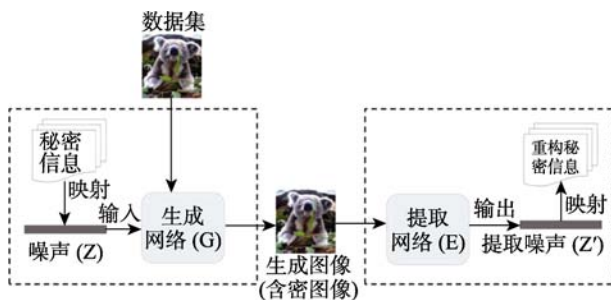 数据集
秘密
信息
映射
输入
噪声 (Z)
生成
网络 (G)
生成图像
(含密图像)
提取
网络 (E)
输出
重构秘
密信息
映射
提取噪声 (Z′)